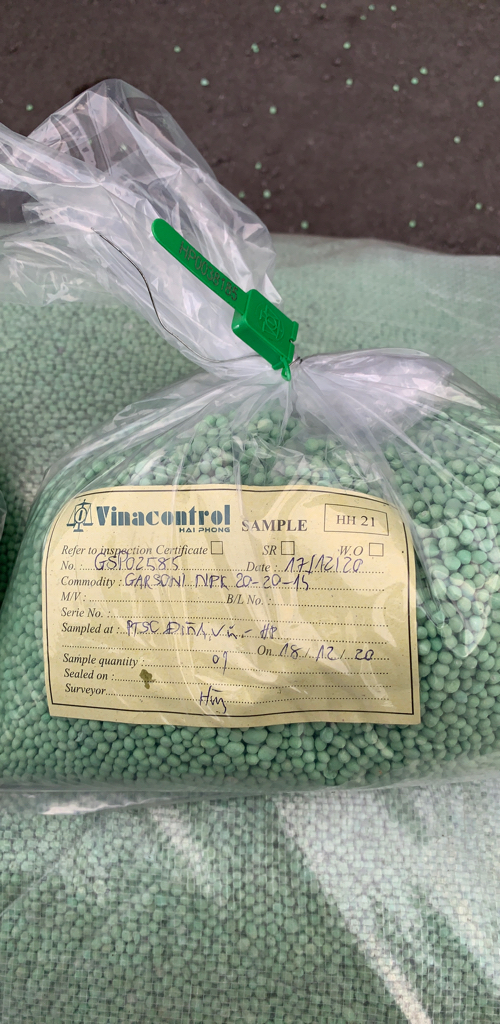 Vinacontrol
HAI PHONG
SAMPLE
HH 21
Refer to inspection Certificate SR W.O
No. : GSP02585 Date : 17/12/20
Commodity : GARSONI NPK 20-20-15
M/V : B/L No.
Serie No. :
Sampled at : PTSC - HP
On 18/12/20
Sample quantity : 01
Sealed on :
Surveyor